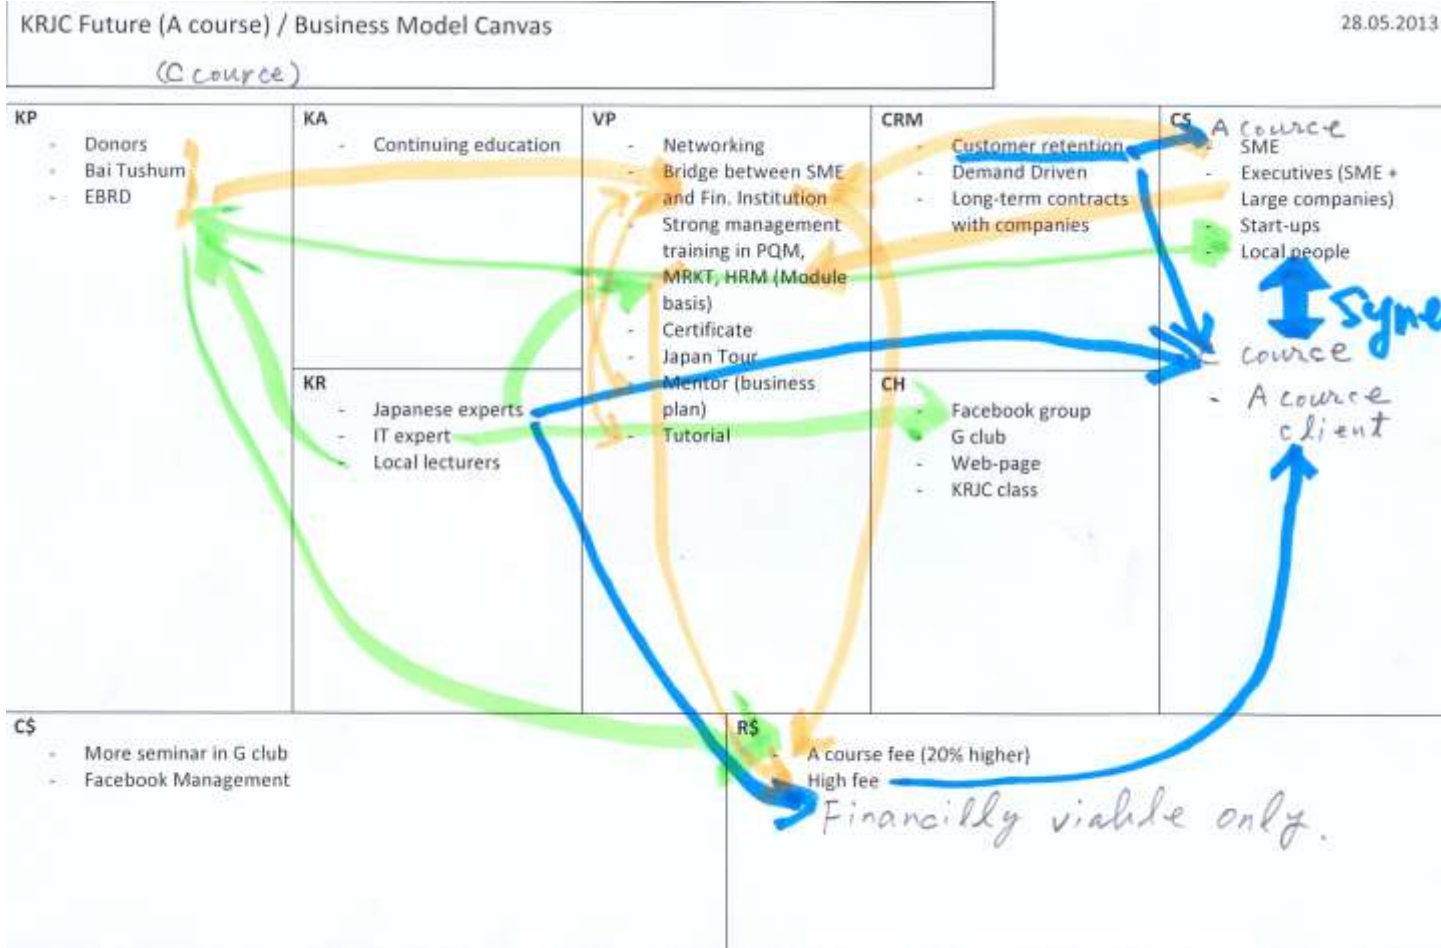 KRJC Future (A course) / Business Model Canvas
28.05.2013
(C cource)
KP
- Donors
- Bai Tushum
- EBRD
KA
- Continuing education
KR
- Japanese experts
- IT expert
- Local lecturers
VP
- Networking
- Bridge between SME
and Fin. Institution
- Strong management
training in PQM,
MRKT, HRM (Module
basis)
- Certificate
- Japan Tour
- Mentor (business
plan)
- Tutorial
CRM
- Customer retention
- Demand Driven
- Long-term contracts
with companies
CH
- Facebook group
- G club
- Web-page
- KRJC class
CS
A cource
- SME
- Executives (SME +
Large companies)
- Start-ups
- Local people
cource
- A cource
client
C$
- More seminar in G club
- Facebook Management
R$
- A course fee (20% higher)
High fee
Financilly viable only.